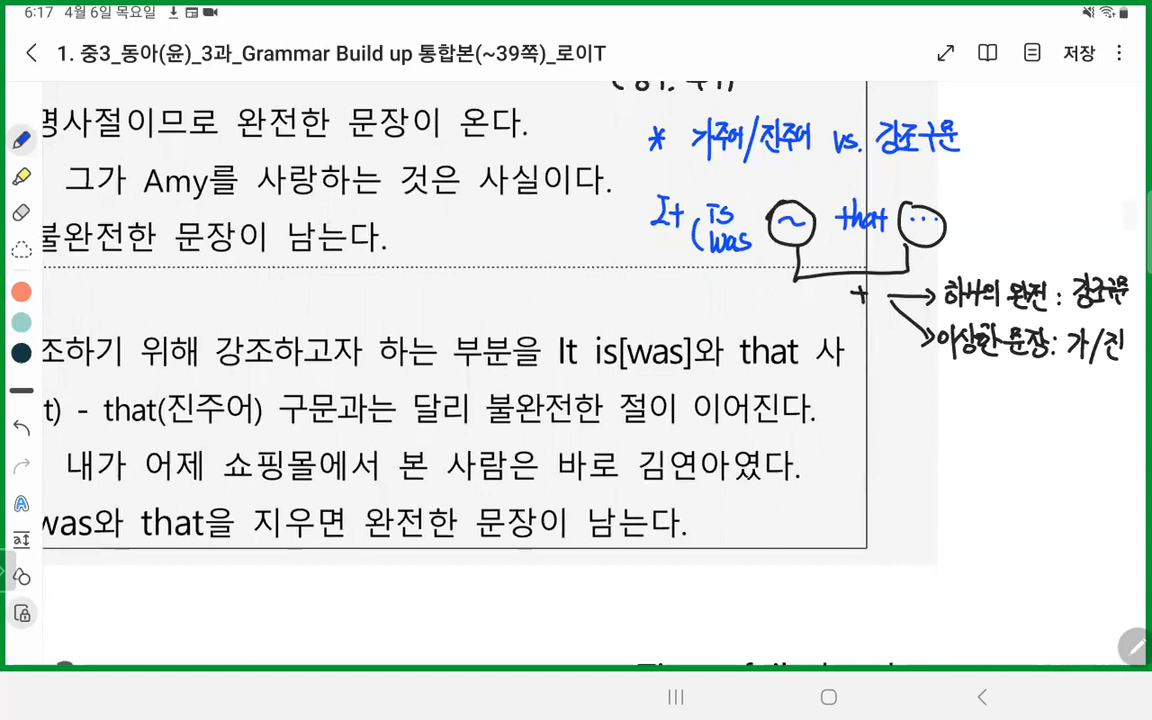 6:17 4월 6일 목요일
1. 중3_동아(윤)_3과_Grammar Build up 통합본(~39쪽)_로이T
저장
명사절이므로 완전한 문장이 온다.
* 가주어/진주어 vs. 강조구문
그가 Amy를 사랑하는 것은 사실이다.
It ( is ~ that ...
was
불완전한 문장이 남는다.
+ → 하나의 완전 : 강조구문
→ 이상한 문장 : 가/진
조하기 위해 강조하고자 하는 부분을 It is[was]와 that 사
t) - that(진주어) 구문과는 달리 불완전한 절이 이어진다.
내가 어제 쇼핑몰에서 본 사람은 바로 김연아였다.
was와 that을 지우면 완전한 문장이 남는다.